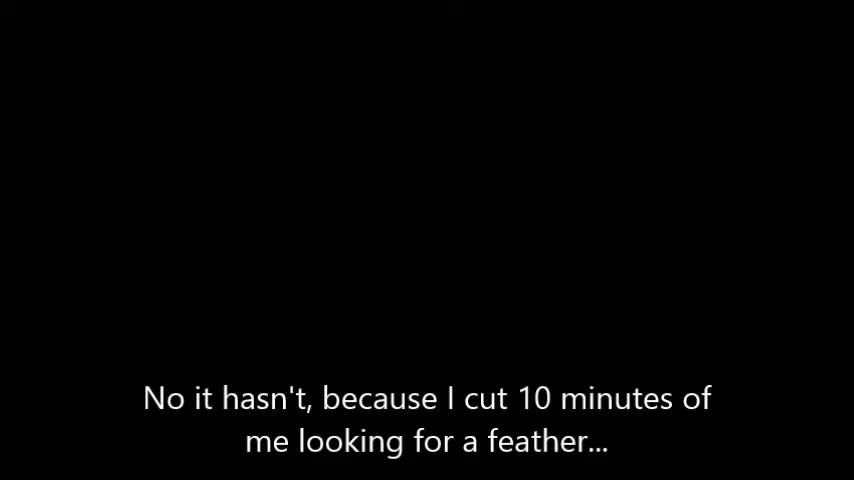 No it hasn't, because I cut 10 minutes of
me looking for a feather...